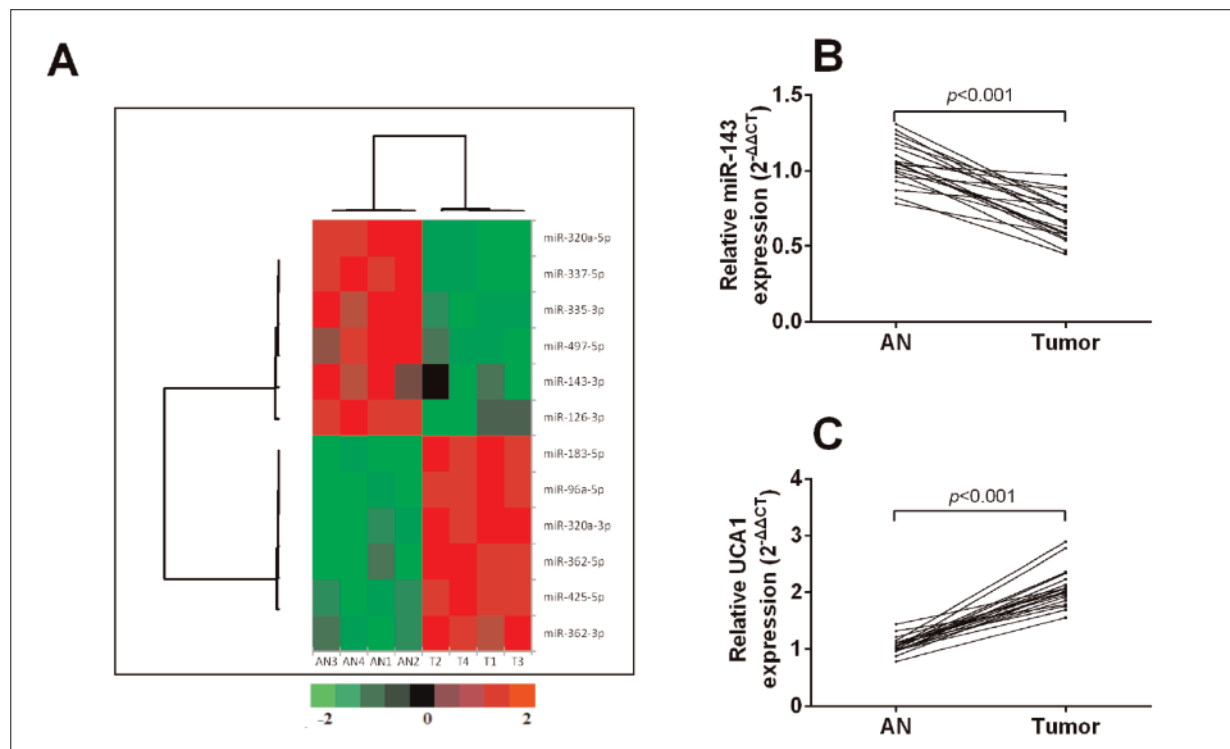 A
miR-320a-5p
miR-337-5p
miR-335-3p
miR-497-5p
miR-143-3p
miR-126-3p
miR-183-5p
miR-96a-5p
miR-320a-3p
miR-362-5p
miR-425-5p
miR-362-3p
AN3 AN4 AN1 AN2 T2 T4 T1 T3
-2 0 2
B
p<0.001
Relative miR-143
expression (2-ΔΔCT)
1.5
1.0
0.5
0.0
AN Tumor
C
p<0.001
Relative UCA1
expression (2-ΔΔCT)
4
3
2
1
0
AN Tumor